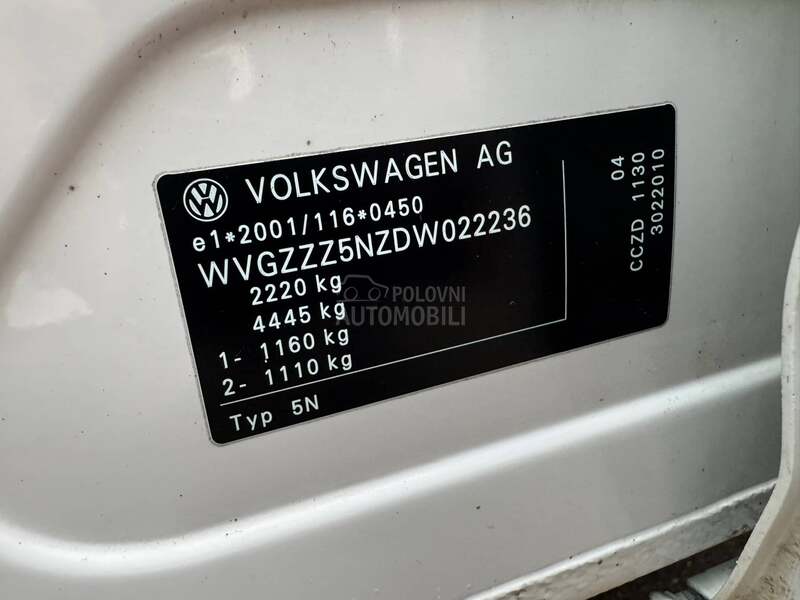 VOLKSWAGEN AG
e1*2001/116*0450
WVGZZZ5NZDW022236
2220 kg
4445 kg
1- 1160 kg
2- 1110 kg
Typ 5N
04
CCZD 1130
3022010
POLOVNI
AUTOMOBILI